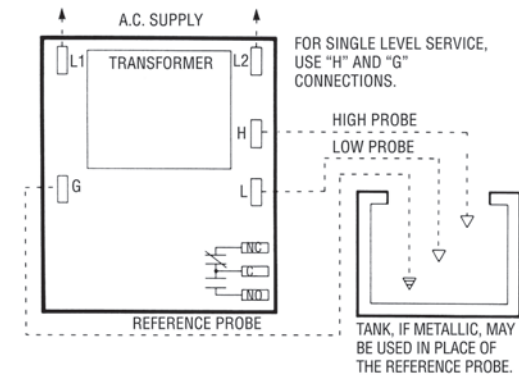 A.C. SUPPLY
L1
TRANSFORMER
L2
FOR SINGLE LEVEL SERVICE,
USE “H” AND “G”
CONNECTIONS.
H
HIGH PROBE
LOW PROBE
G
L
NC
C
NO
REFERENCE PROBE
TANK, IF METALLIC, MAY
BE USED IN PLACE OF
THE REFERENCE PROBE.